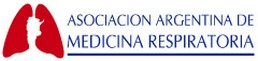 ASOCIACION ARGENTINA DE
MEDICINA RESPIRATORIA